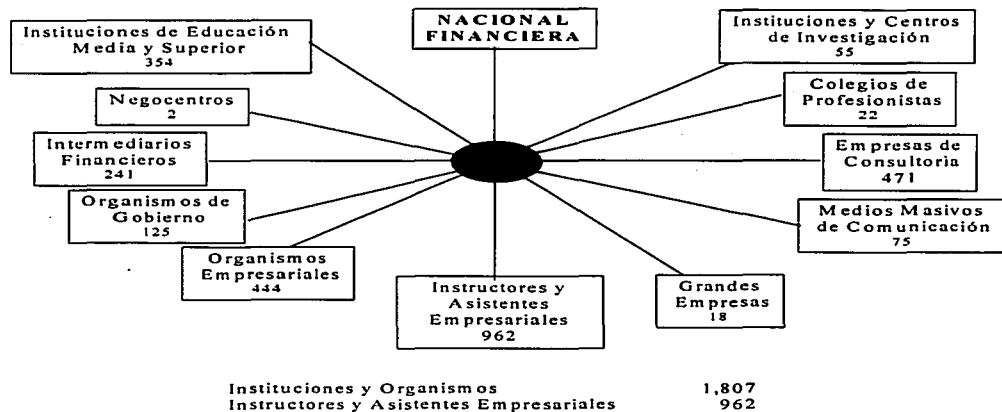 NACIONAL
FINANCIERA
Instituciones de Educación
Media y Superior
354
Instituciones y Centros
de Investigación
55
Negocentros
2
Colegios de
Profesionistas
22
Intermediarios
Financieros
241
Empresas de
Consultoría
471
Organismos de
Gobierno
125
Medios Masivos
de Comunicación
75
Organismos
Empresariales
444
Instructores y
Asistentes
Empresariales
962
Grandes
Empresas
18
Instituciones y Organismos 1,807
Instructores y Asistentes Empresariales 962